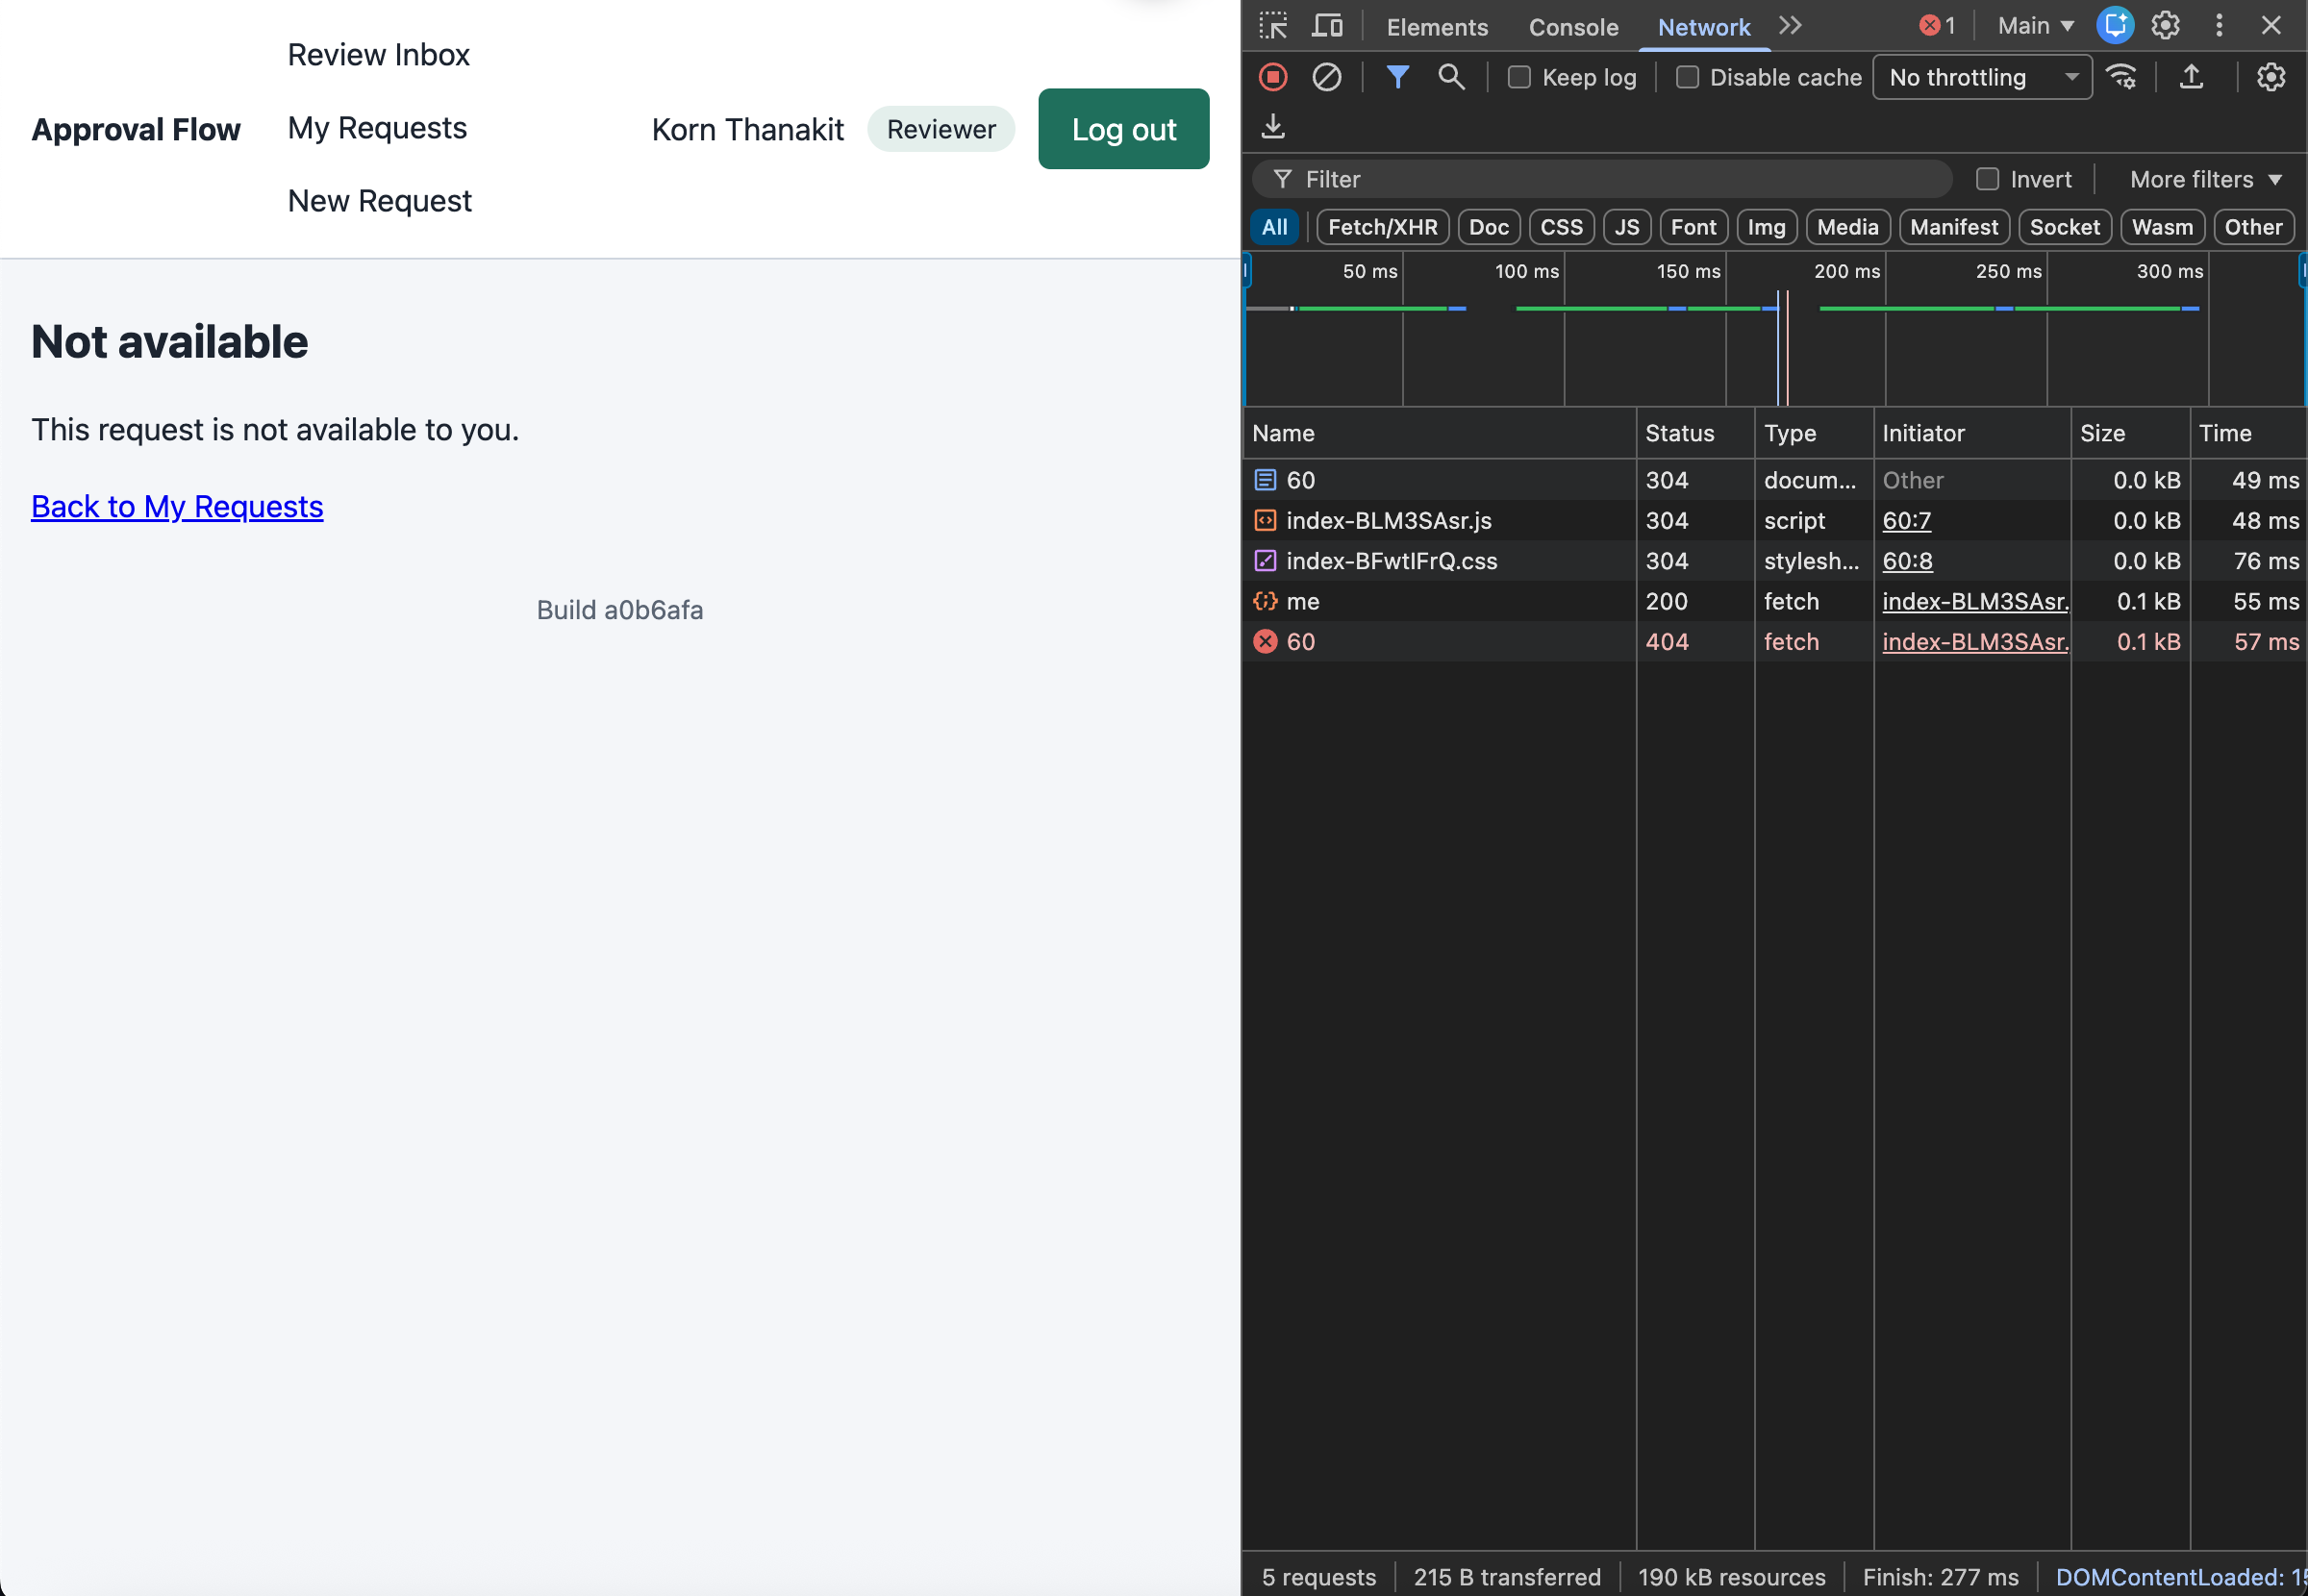 Review Inbox
Approval Flow
My Requests
New Request
Korn Thanakit
Reviewer
Log out
Not available
This request is not available to you.
Back to My Requests
Build a0b6afa
Elements Console Network 1 Main
Keep log Disable cache No throttling
Filter Invert More filters
All Fetch/XHR Doc CSS JS Font Img Media Manifest Socket Wasm Other
50 ms 100 ms 150 ms 200 ms 250 ms 300 ms
Name Status Type Initiator Size Time
60 304 docum... Other 0.0 kB 49 ms
index-BLM3SAsr.js 304 script 60:7 0.0 kB 48 ms
index-BFwtIFrQ.css 304 stylesh... 60:8 0.0 kB 76 ms
me 200 fetch index-BLM3SAsr. 0.1 kB 55 ms
60 404 fetch index-BLM3SAsr. 0.1 kB 57 ms
5 requests 215 B transferred 190 kB resources Finish: 277 ms DOMContentLoaded: